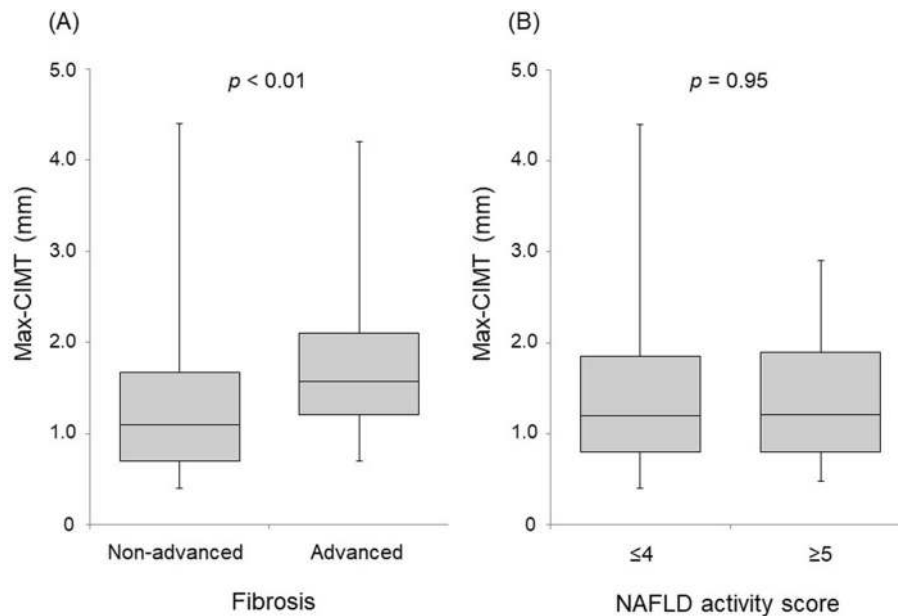 (A)
p < 0.01
Max-CIMT (mm)
5.0
4.0
3.0
2.0
1.0
0
Non-advanced Advanced
Fibrosis
(B)
p = 0.95
Max-CIMT (mm)
5.0
4.0
3.0
2.0
1.0
0
≤4 ≥5
NAFLD activity score